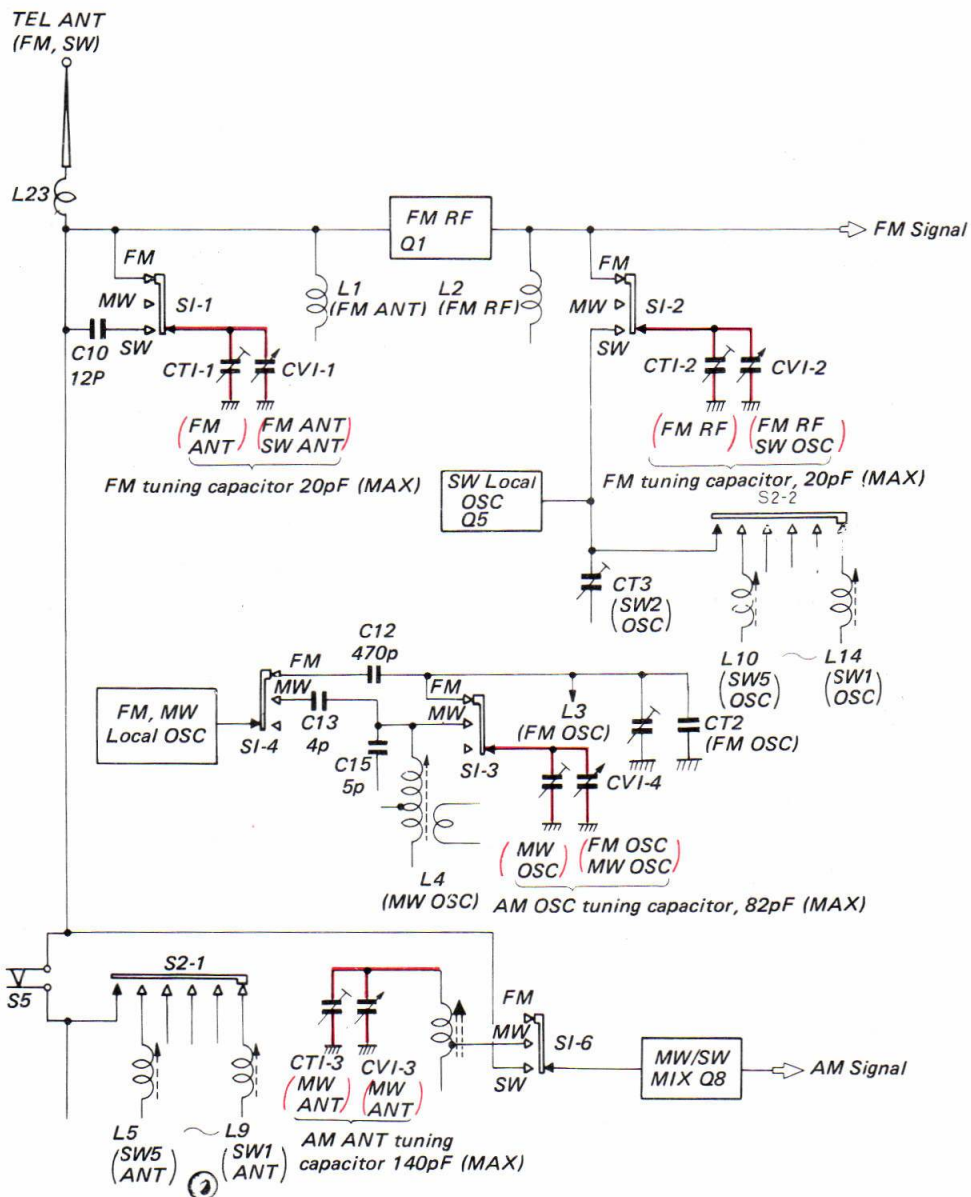 TEL ANT
(FM, SW)
L23
FM RF
Q1
FM Signal
FM
MW
SW
SI-1
L1
(FM ANT)
L2
(FM RF)
FM
MW
SW
SI-2
C10
12P
CTI-1
CVI-1
CTI-2
CVI-2
(FM
ANT)
(FM ANT
SW ANT)
(FM RF)
(FM RF
SW OSC)
FM tuning capacitor 20pF (MAX)
FM tuning capacitor, 20pF (MAX)
SW Local
OSC
Q5
S2-2
CT3
(SW2
OSC)
L10
(SW5
OSC)
~
L14
(SW1
OSC)
C12
470p
FM
MW
FM, MW
Local OSC
SI-4
C13
4p
C15
5p
FM
MW
SI-3
L3
(FM OSC)
CT2
(FM OSC)
CVI-4
L4
(MW OSC)
(MW
OSC)
(FM OSC
MW OSC)
AM OSC tuning capacitor, 82pF (MAX)
S5
S2-1
CTI-3
(MW
ANT)
CVI-3
(MW
ANT)
FM
MW
SW
SI-6
MW/SW
MIX Q8
AM Signal
L5
(SW5
ANT)
~
L9
(SW1
ANT)
AM ANT tuning
capacitor 140pF (MAX)